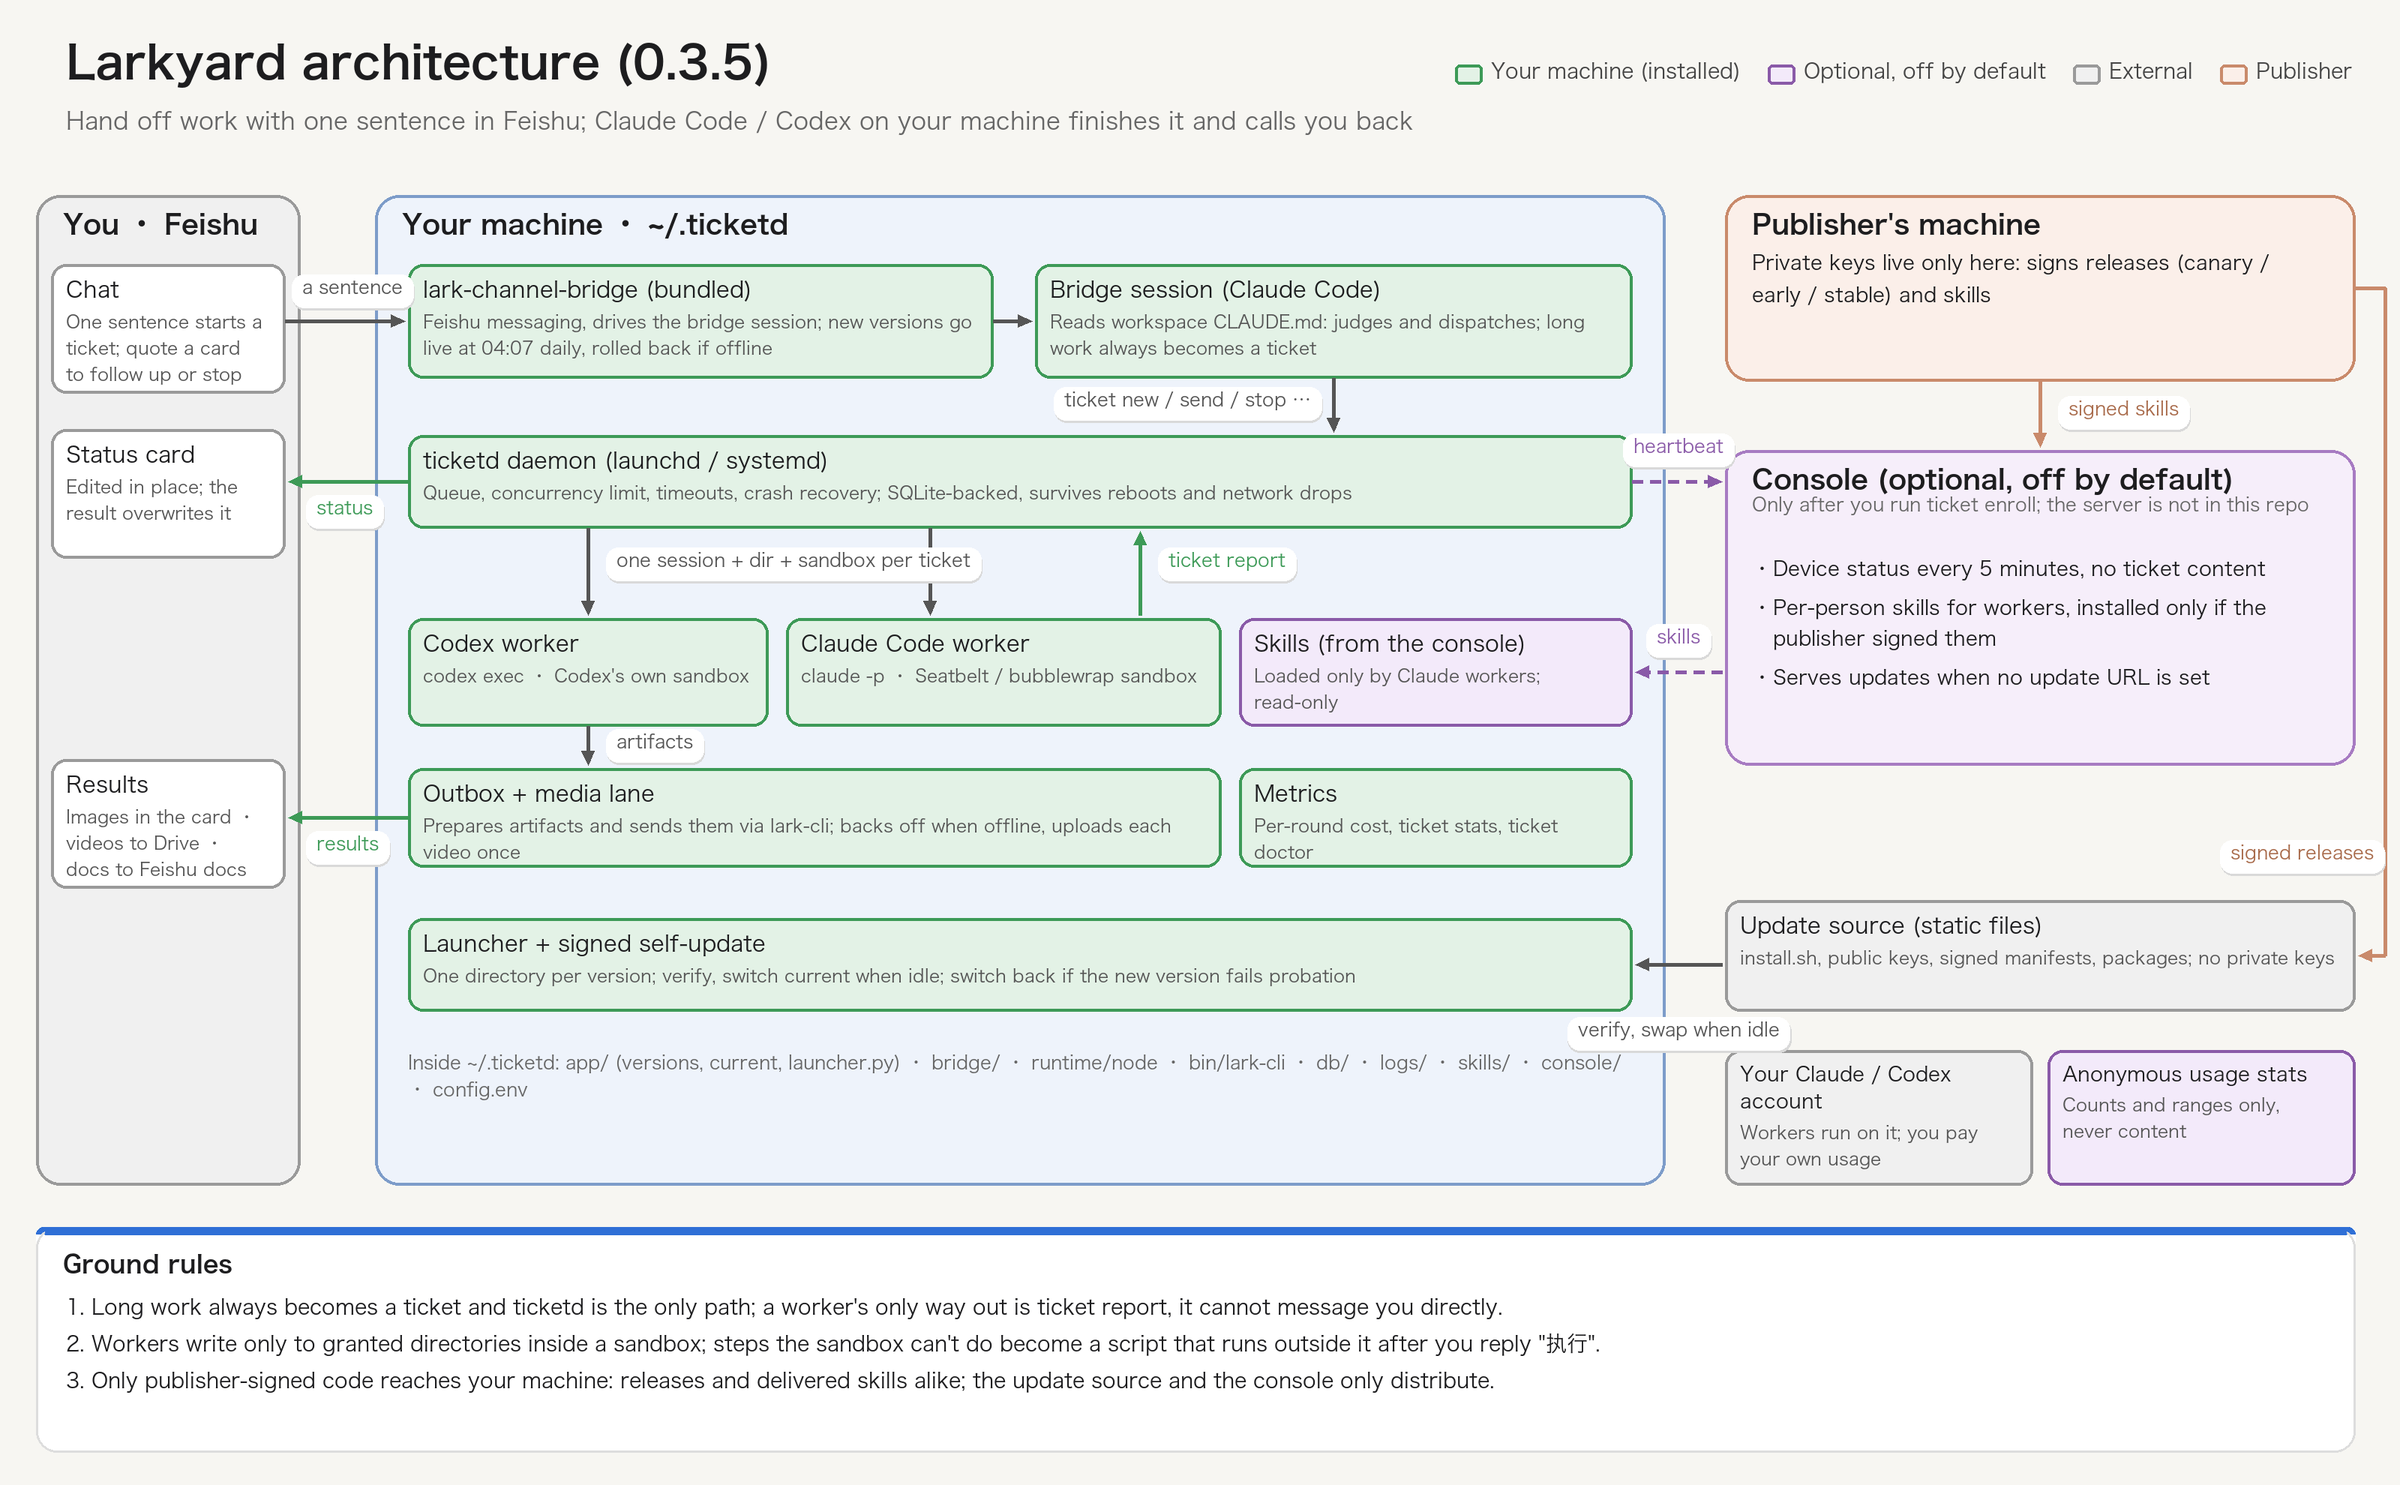 Larkyard architecture (0.3.5)
Hand off work with one sentence in Feishu; Claude Code / Codex on your machine finishes it and calls you back
Your machine (installed)
Optional, off by default
External
Publisher
You · Feishu
Chat
One sentence starts a
ticket; quote a card
to follow up or stop
Status card
Edited in place; the
result overwrites it
Results
Images in the card ·
videos to Drive ·
docs to Feishu docs
a sentence
status
results
Your machine · ~/.ticketd
lark-channel-bridge (bundled)
Feishu messaging, drives the bridge session; new versions go
live at 04:07 daily, rolled back if offline
Bridge session (Claude Code)
Reads workspace CLAUDE.md: judges and dispatches; long
work always becomes a ticket
ticket new / send / stop ···
ticketd daemon (launchd / systemd)
Queue, concurrency limit, timeouts, crash recovery; SQLite-backed, survives reboots and network drops
one session + dir + sandbox per ticket
ticket report
Codex worker
codex exec · Codex's own sandbox
Claude Code worker
claude -p · Seatbelt / bubblewrap sandbox
Skills (from the console)
Loaded only by Claude workers;
read-only
artifacts
Outbox + media lane
Prepares artifacts and sends them via lark-cli; backs off when offline, uploads each
video once
Metrics
Per-round cost, ticket stats, ticket
doctor
Launcher + signed self-update
One directory per version; verify, switch current when idle; switch back if the new version fails probation
Inside ~/.ticketd: app/ (versions, current, launcher.py) · bridge/ · runtime/node · bin/lark-cli · db/ · logs/ · skills/ · console/
· config.env
heartbeat
skills
verify, swap when idle
Publisher's machine
Private keys live only here: signs releases (canary /
early / stable) and skills
signed skills
Console (optional, off by default)
Only after you run ticket enroll; the server is not in this repo
· Device status every 5 minutes, no ticket content
· Per-person skills for workers, installed only if the
publisher signed them
· Serves updates when no update URL is set
signed releases
Update source (static files)
install.sh, public keys, signed manifests, packages; no private keys
Your Claude / Codex
account
Workers run on it; you pay
your own usage
Anonymous usage stats
Counts and ranges only,
never content
Ground rules
1. Long work always becomes a ticket and ticketd is the only path; a worker's only way out is ticket report, it cannot message you directly.
2. Workers write only to granted directories inside a sandbox; steps the sandbox can't do become a script that runs outside it after you reply "执行".
3. Only publisher-signed code reaches your machine: releases and delivered skills alike; the update source and the console only distribute.